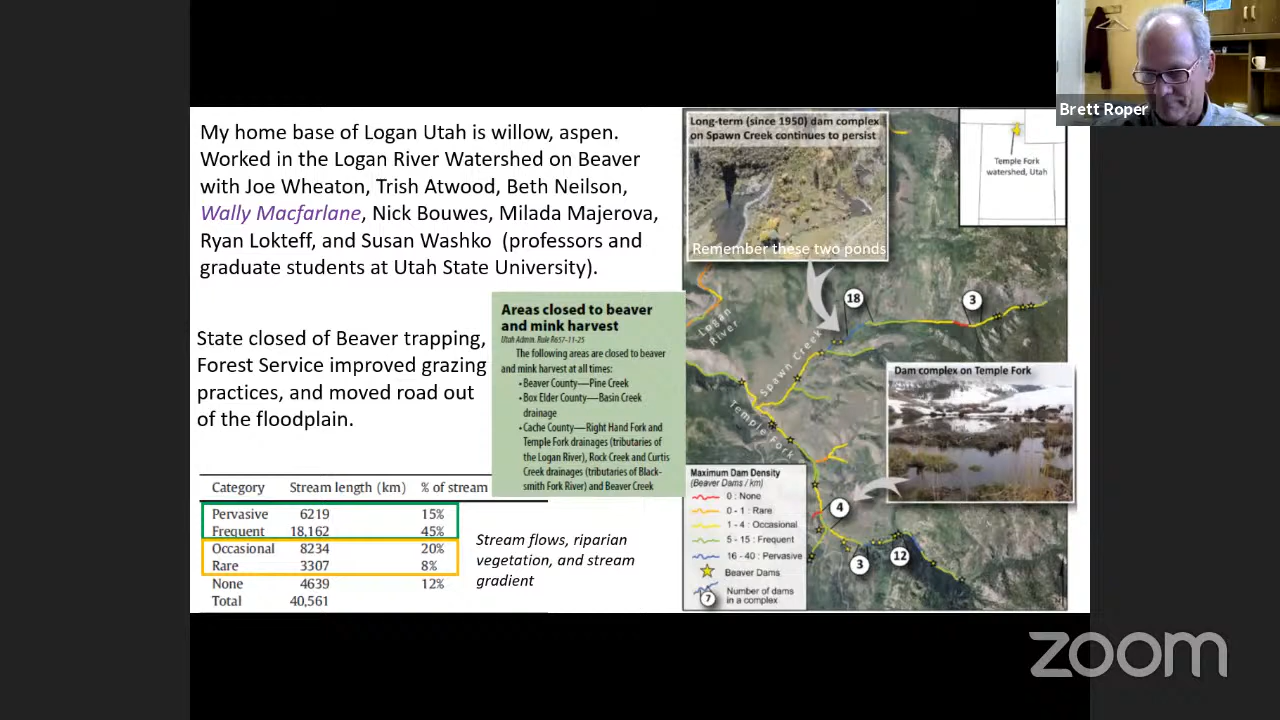 Brett Roper
My home base of Logan Utah is willow, aspen.
Worked in the Logan River Watershed on Beaver
with Joe Wheaton, Trish Atwood, Beth Neilson,
Wally Macfarlane, Nick Bouwes, Milada Majerova,
Ryan Lokteff, and Susan Washko (professors and
graduate students at Utah State University).
State closed of Beaver trapping,
Forest Service improved grazing
practices, and moved road out
of the floodplain.
Areas closed to beaver
and mink harvest
Utah Admn. Rule R657-11-25
The following areas are closed to beaver
and mink harvest at all times:
• Beaver County—Pine Creek
• Box Elder County—Basin Creek
drainage
• Cache County—Right Hand Fork and
Temple Fork drainages (tributaries of
the Logan River), Rock Creek and Curtis
Creek drainages (tributaries of Black-
smith Fork River) and Beaver Creek
Category Stream length (km) % of stream
Pervasive 6219 15%
Frequent 18,162 45%
Occasional 8234 20%
Rare 3307 8%
None 4639 12%
Total 40,561
Stream flows, riparian
vegetation, and stream
gradient
Long-term (since 1950) dam complex
on Spawn Creek continues to persist
Remember these two ponds
Temple Fork
watershed, Utah
18
3
Logan
River
Spawn Creek
Temple Fork
Dam complex on Temple Fork
4
3
12
Maximum Dam Density
(Beaver Dams / km)
0 : None
0 - 1 : Rare
1 - 4 : Occasional
5 - 15 : Frequent
16 - 40 : Pervasive
Beaver Dams
7
Number of dams
in a complex
zoom